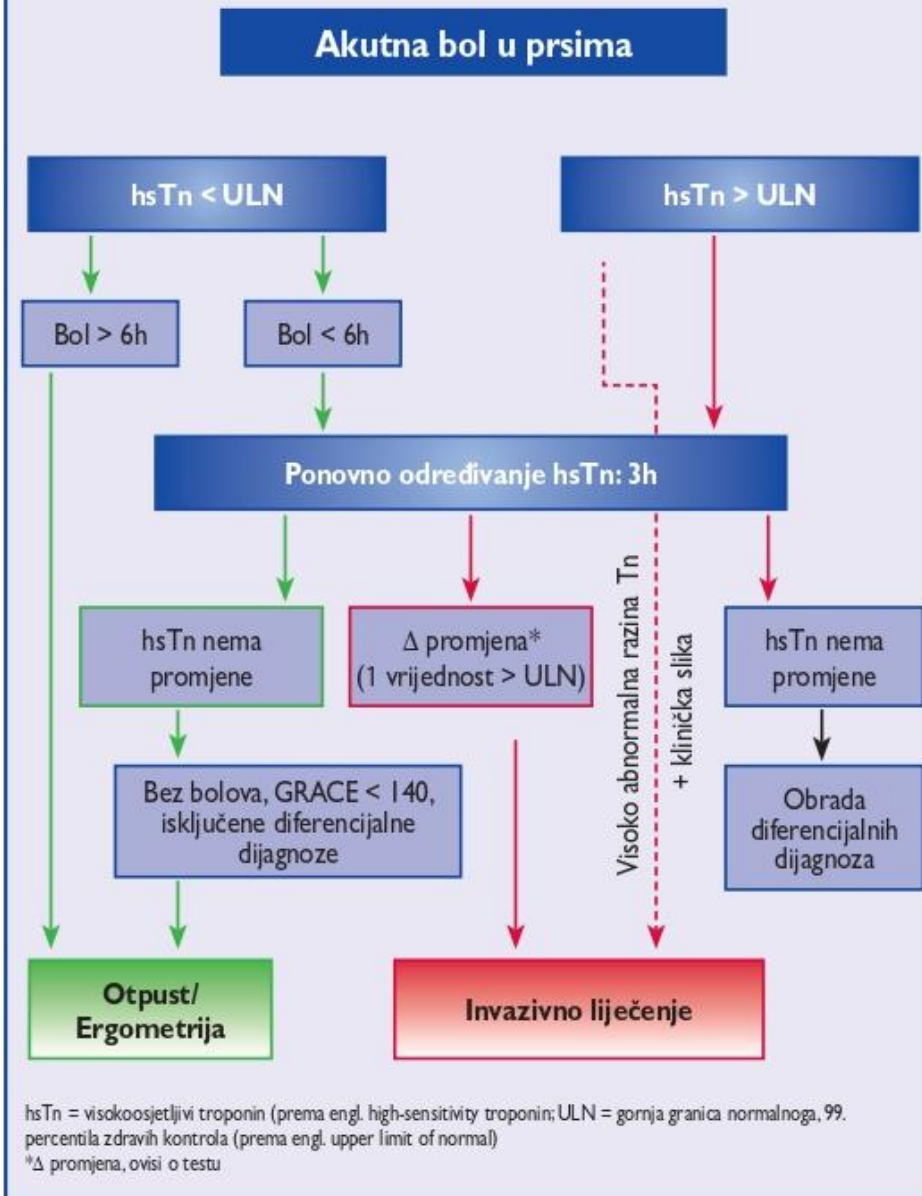 Akutna bol u prsima
hsTn < ULN
hsTn > ULN
Bol > 6h
Bol < 6h
Ponovno određivanje hsTn: 3h
hsTn nema
promjene
Δ promjena*
(1 vrijednost > ULN)
Visoko abnormalna razina Tn
+ klinička slika
hsTn nema
promjene
Bez bolova, GRACE < 140,
isključene diferencijalne
dijagnoze
Obrada
diferencijalnih
dijagnoza
Otpust/
Ergometrija
Invazivno liječenje
hsTn = visokoosjetljivi troponin (prema engl. high-sensitivity troponin; ULN = gornja granica normalnoga, 99.
percentila zdravih kontrola (prema engl. upper limit of normal)
*Δ promjena, ovisi o testu